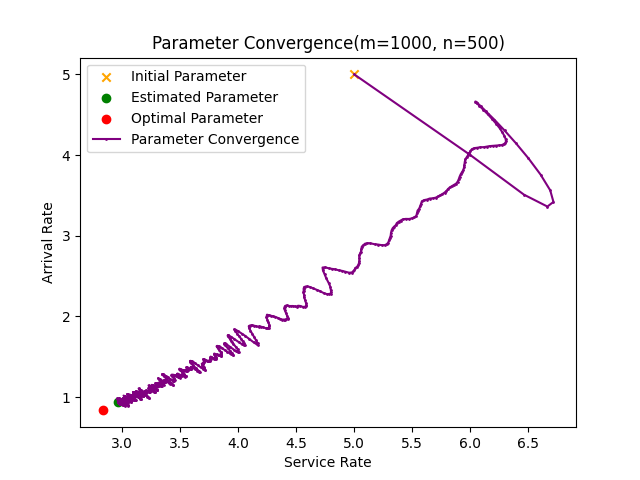 Parameter Convergence(m=1000, n=500)
Initial Parameter
Estimated Parameter
Optimal Parameter
Parameter Convergence
5
4
3
2
1
Arrival Rate
3.0 3.5 4.0 4.5 5.0 5.5 6.0 6.5
Service Rate